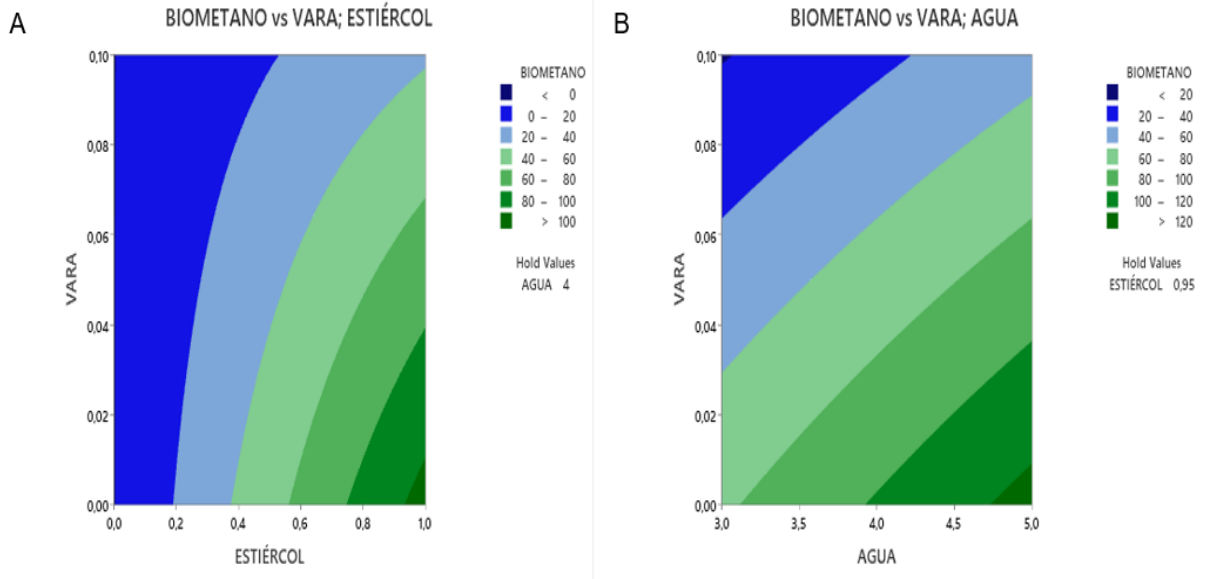 A
BIOMETANO vs VARA; ESTIÉRCOL
0,10
0,08
0,06
0,04
0,02
0,00
VARA
0,0 0,2 0,4 0,6 0,8 1,0
ESTIÉRCOL
BIOMETANO
< 0
0 – 20
20 – 40
40 – 60
60 – 80
80 – 100
> 100
Hold Values
AGUA 4
B
BIOMETANO vs VARA; AGUA
0,10
0,08
0,06
0,04
0,02
0,00
VARA
3,0 3,5 4,0 4,5 5,0
AGUA
BIOMETANO
< 20
20 – 40
40 – 60
60 – 80
80 – 100
100 – 120
> 120
Hold Values
ESTIÉRCOL 0,95